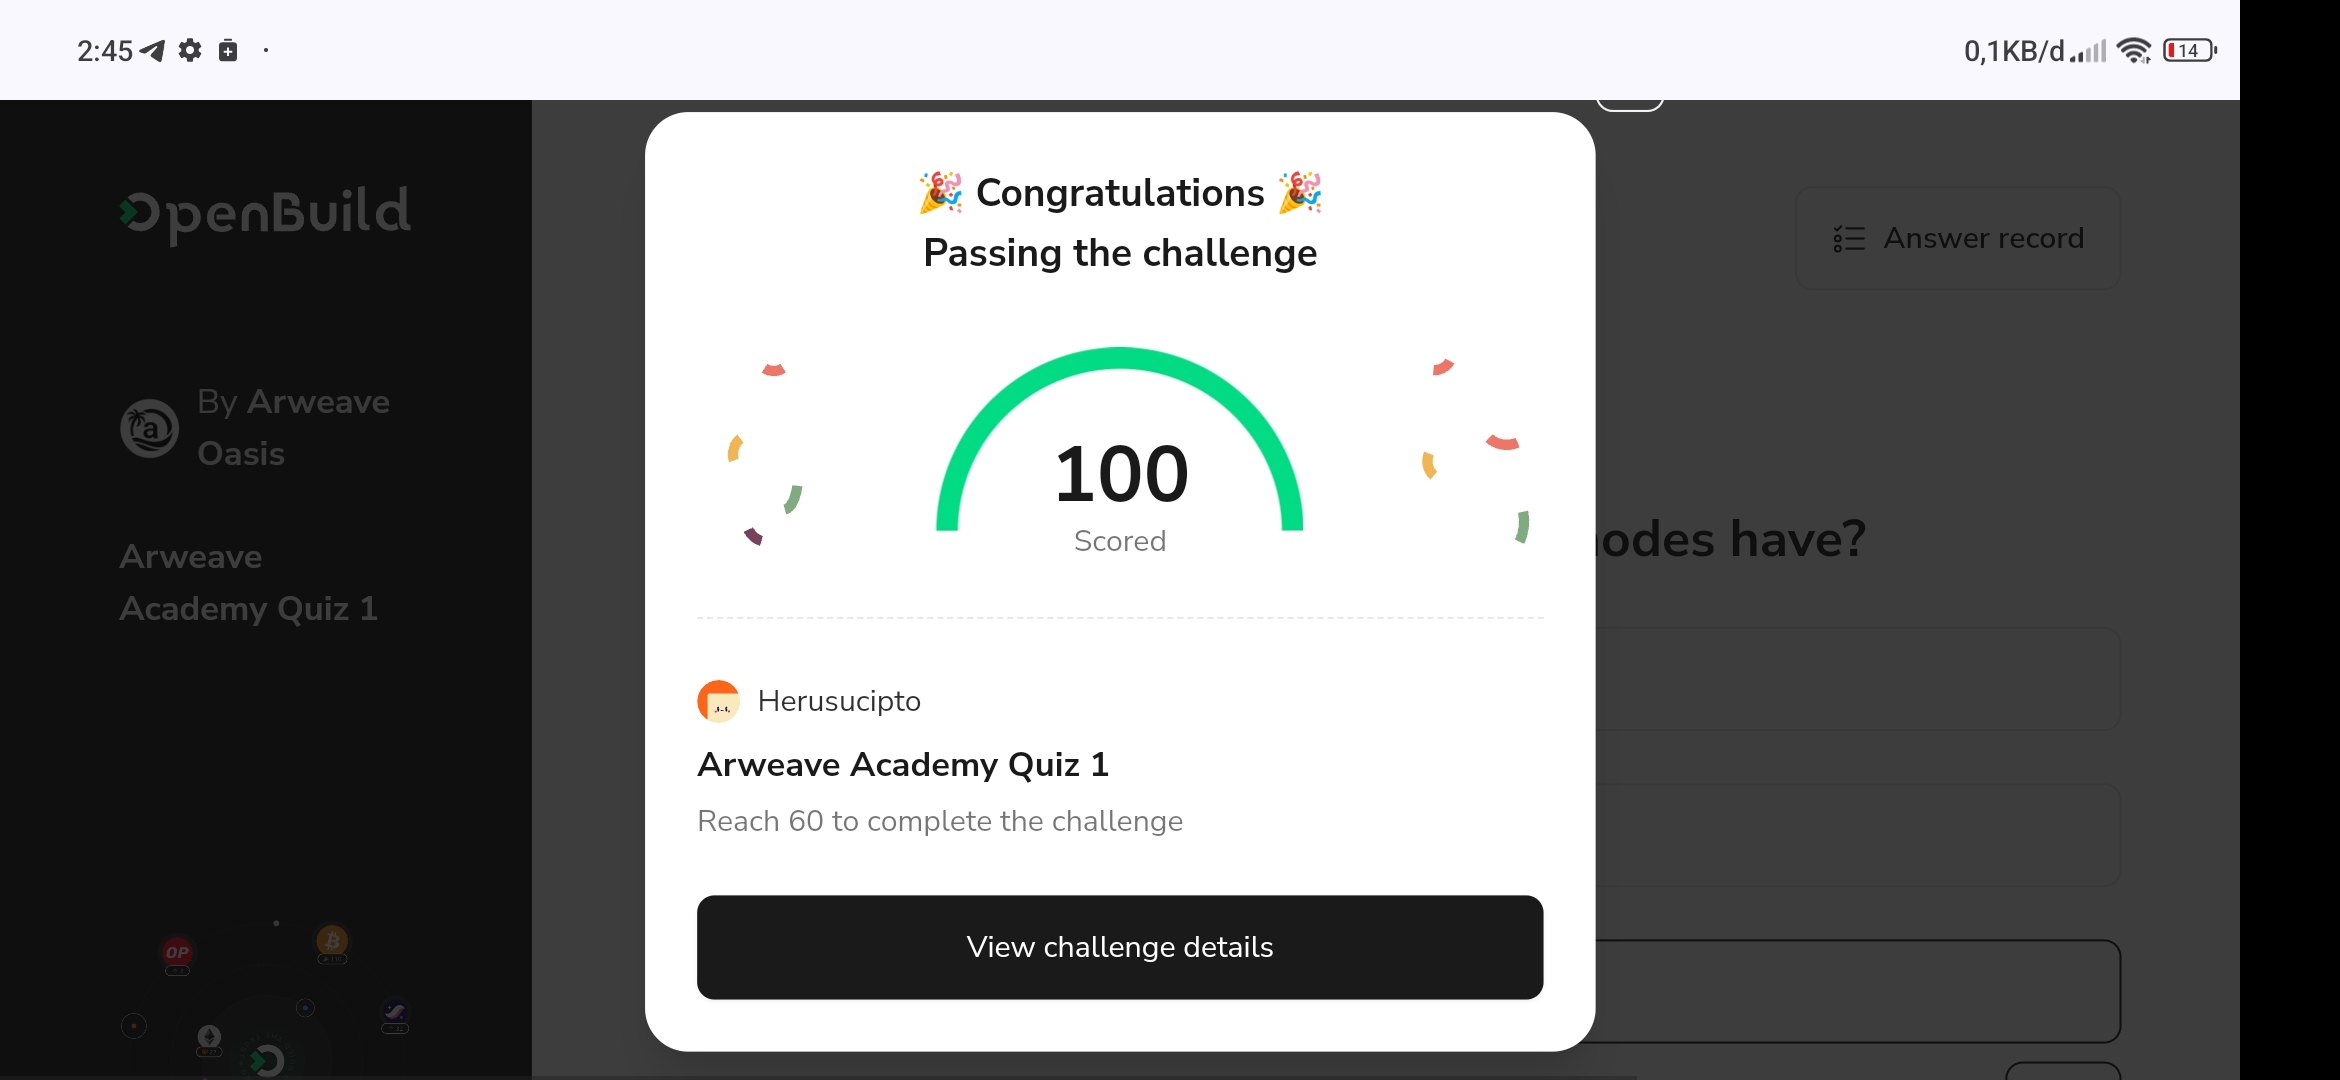 2:45
0,1KB/d
14
OpenBuild
By Arweave
Oasis
Arweave
Academy Quiz 1
🎉 Congratulations 🎉
Passing the challenge
100
Scored
Herusucipto
Arweave Academy Quiz 1
Reach 60 to complete the challenge
View challenge details
Answer record
have?
OP